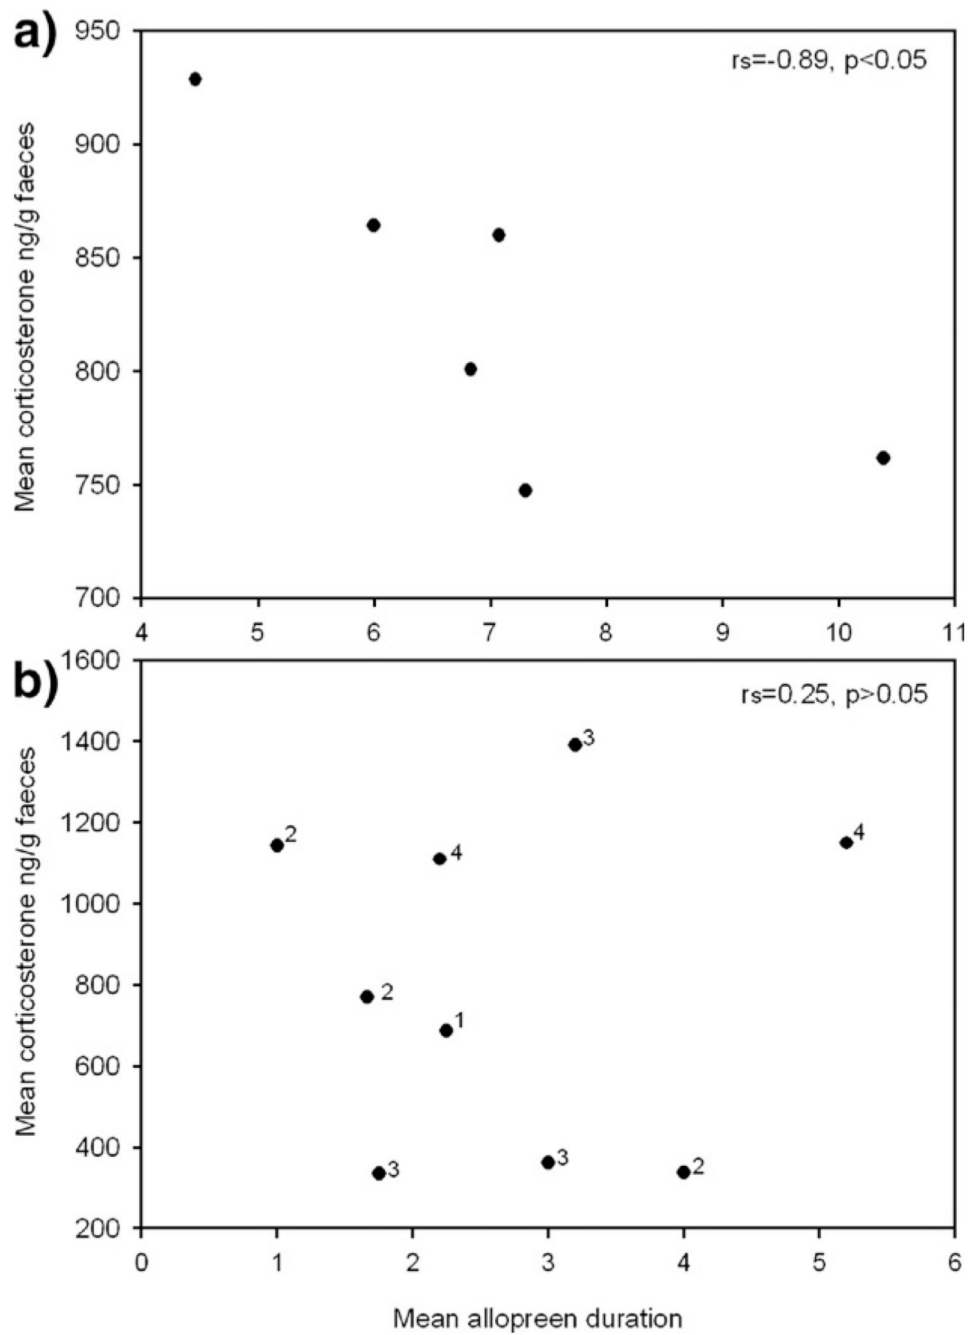 a)
rs=-0.89, p<0.05
Mean corticosterone ng/g faeces
950
900
850
800
750
700
4 5 6 7 8 9 10 11
b)
rs=0.25, p>0.05
Mean corticosterone ng/g faeces
1600
1400
1200
1000
800
600
400
200
3
2
4
4
2
1
3
3
2
0 1 2 3 4 5 6
Mean allopreen duration